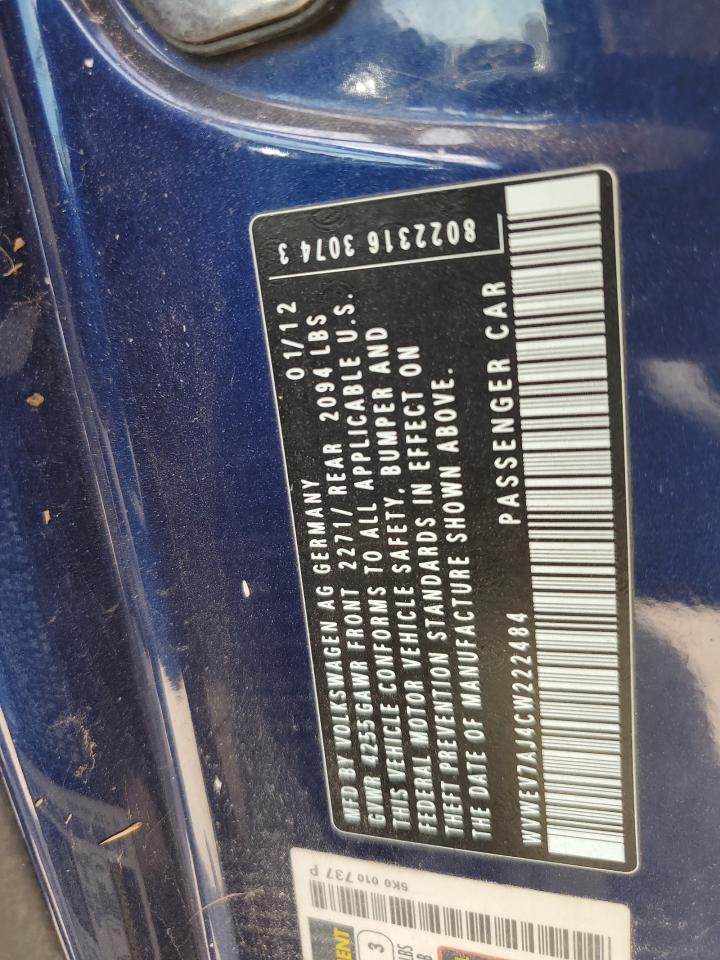 8022316 3074 3
01/12
MFD BY VOLKSWAGEN AG GERMANY
GVWR 4255 GAWR FRONT 2271/ REAR 2094 LBS
THIS VEHICLE CONFORMS TO ALL APPLICABLE U.S.
FEDERAL MOTOR VEHICLE SAFETY, BUMPER AND
THEFT PREVENTION STANDARDS IN EFFECT ON
THE DATE OF MANUFACTURE SHOWN ABOVE.
PASSENGER CAR
WVWEV7AJ4CW222484
5K0 010 737 P
3
LBS